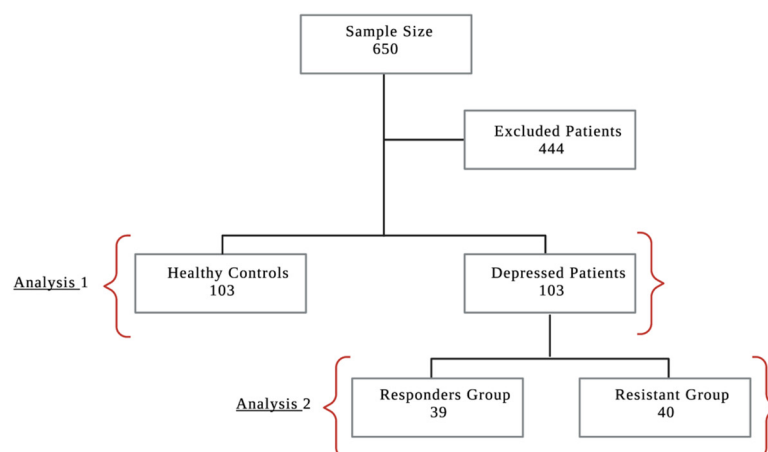 Sample Size
650
Excluded Patients
444
Analysis 1
Healthy Controls
103
Depressed Patients
103
Analysis 2
Responders Group
39
Resistant Group
40